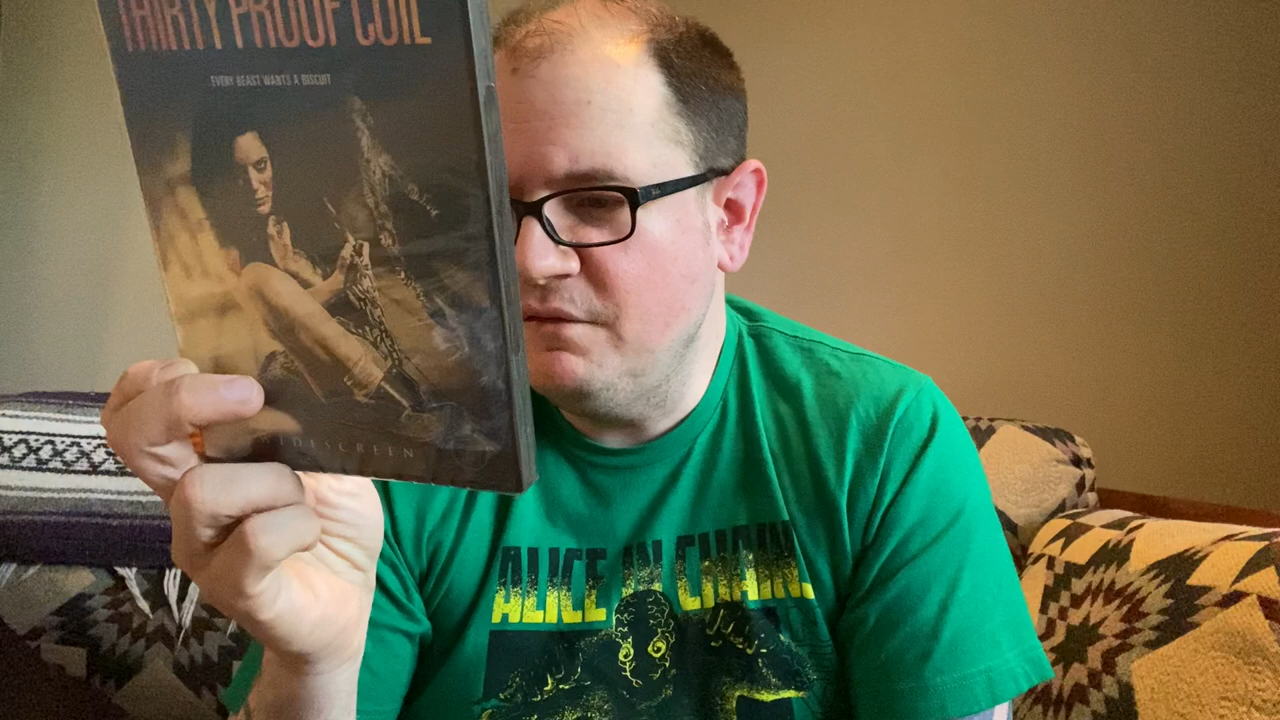 THIRTY PROOF COIL
EVERY BEAST WANTS A BISCUIT
WIDESCREEN
ALICE IN CHAINS